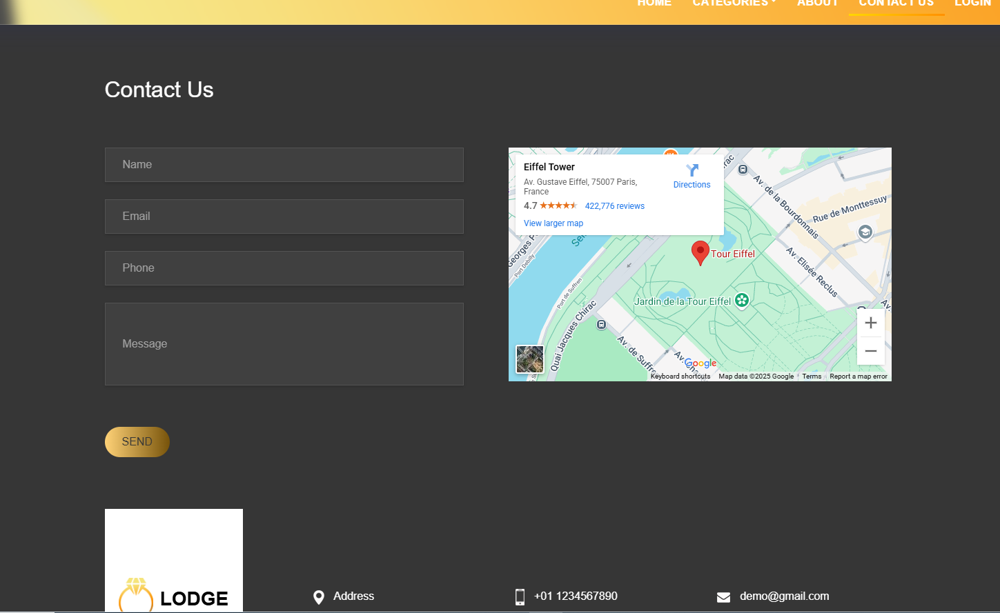 HOME CATEGORIES ABOUT CONTACT US LOGIN
Contact Us
Name
Email
Phone
Message
SEND
Eiffel Tower
Av. Gustave Eiffel, 75007 Paris,
France
Directions
4.7 422,776 reviews
View larger map
Av. de la Bourdonnais
Rue de Monttessuy
Port Debilly
Tour Eiffel
Av. Elisée Reclus
Port de Suffren
Jardin de la Tour Eiffel
Quai Jacques Chirac
Av. de Suffren
Google
Keyboard shortcuts Map data ©2025 Google Terms Report a map error
LODGE
Address
+01 1234567890
demo@gmail.com